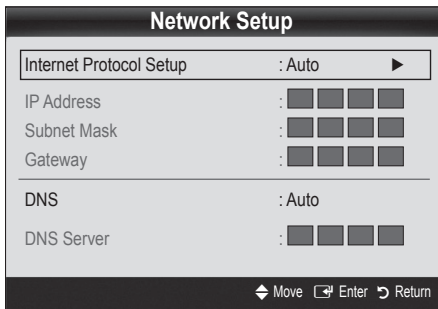 Network Setup
Internet Protocol Setup : Auto ▶
IP Address :
Subnet Mask :
Gateway :
DNS : Auto
DNS Server :
Move Enter Return